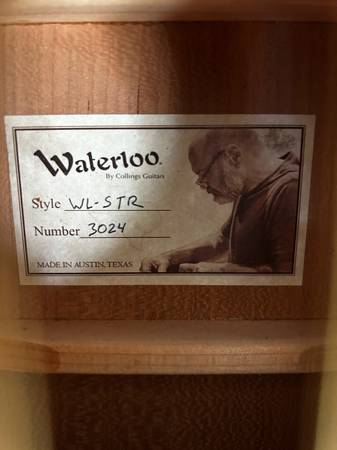 Waterloo
By Collings Guitars
Style WL-STR
Number 3024
MADE IN AUSTIN, TEXAS